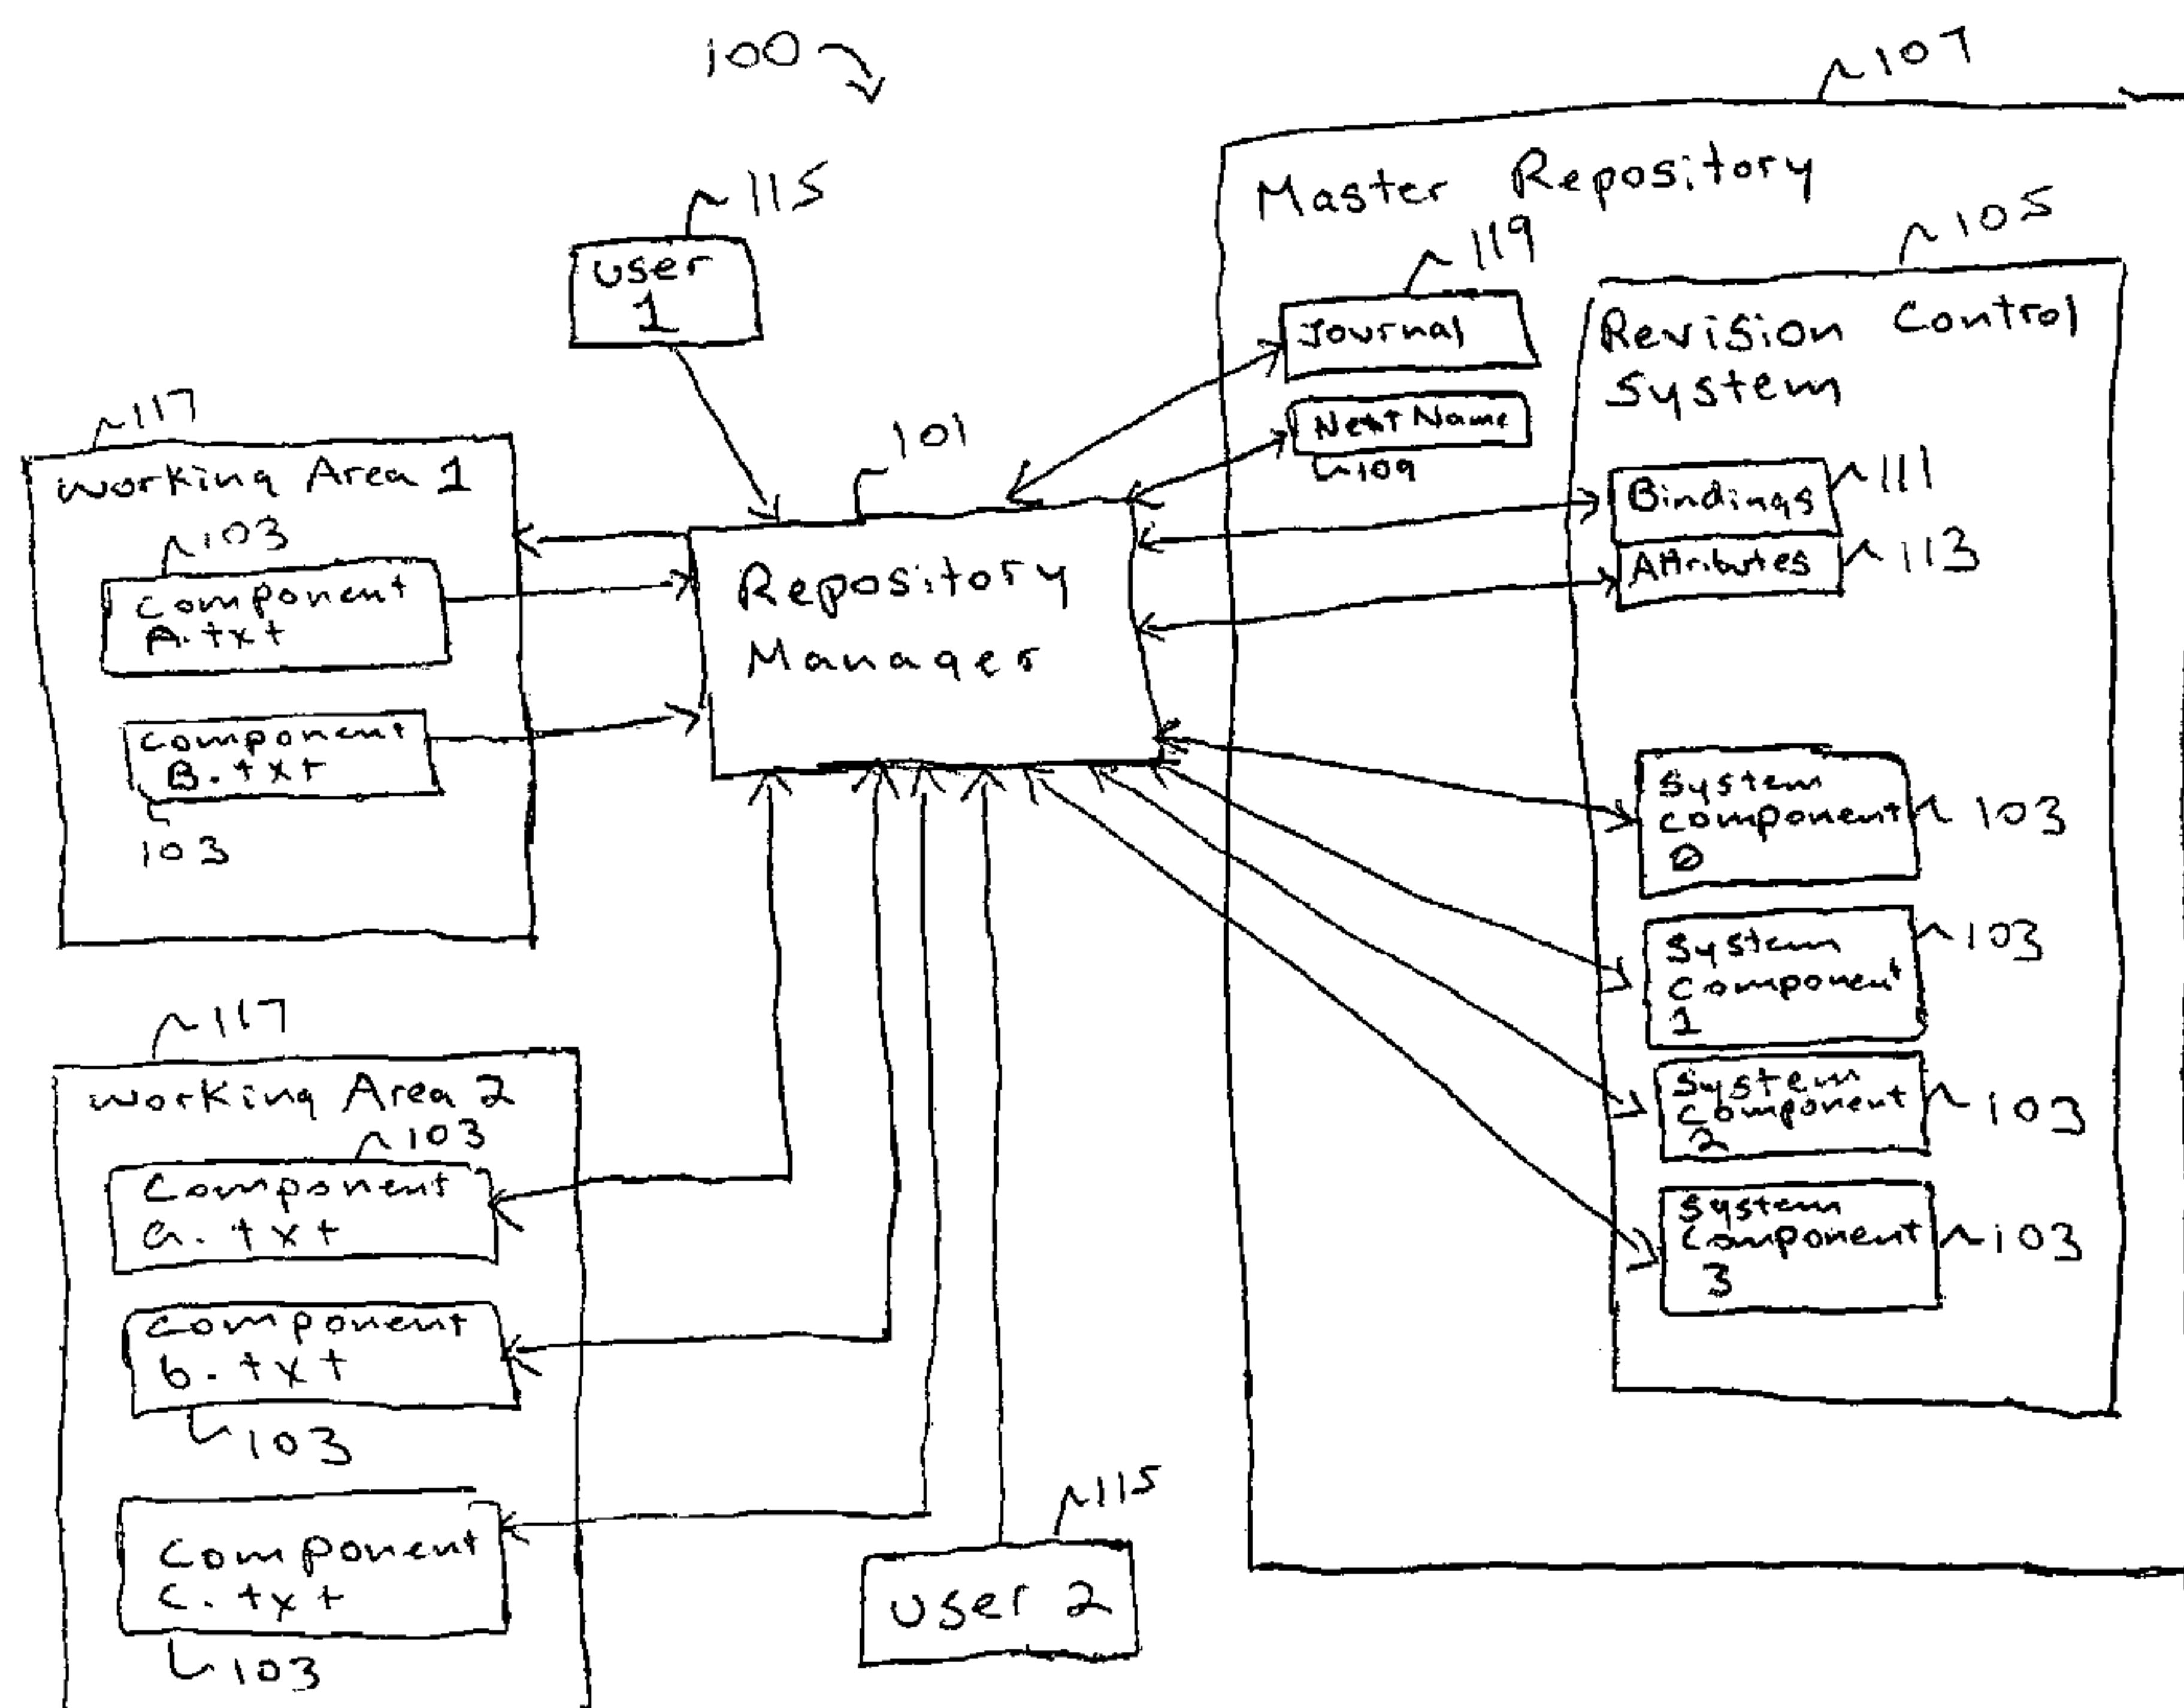 100
107
Master Repository
115
User
1
119
Journal
105
Revision Control
System
Next Name
109
117
Working Area 1
101
Repository
Manager
Bindings
111
Attributes
113
103
Component
A.txt
Component
B.txt
103
System
Component
0
103
System
Component
1
103
System
Component
2
103
System
Component
3
103
117
Working Area 2
103
Component
a.txt
Component
b.txt
103
Component
c.txt
103
115
User 2